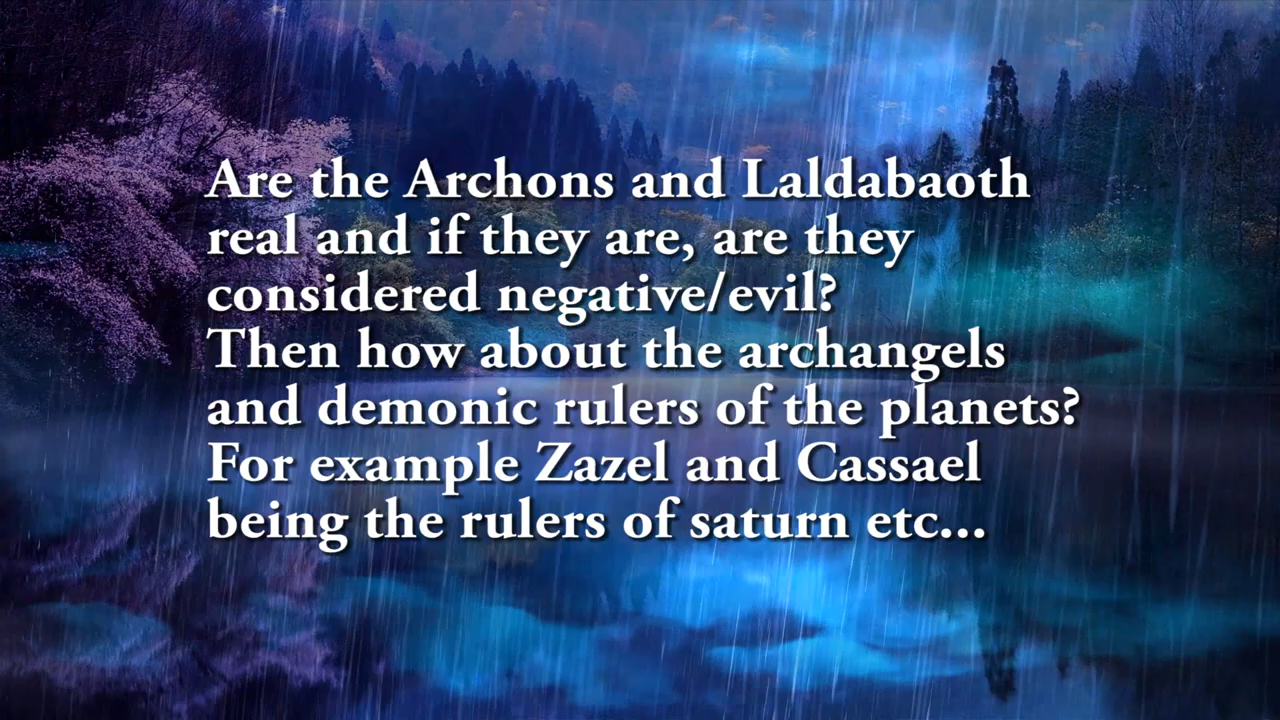 Are the Archons and Laldabaoth
real and if they are, are they
considered negative/evil?
Then how about the archangels
and demonic rulers of the planets?
For example Zazel and Cassael
being the rulers of saturn etc...